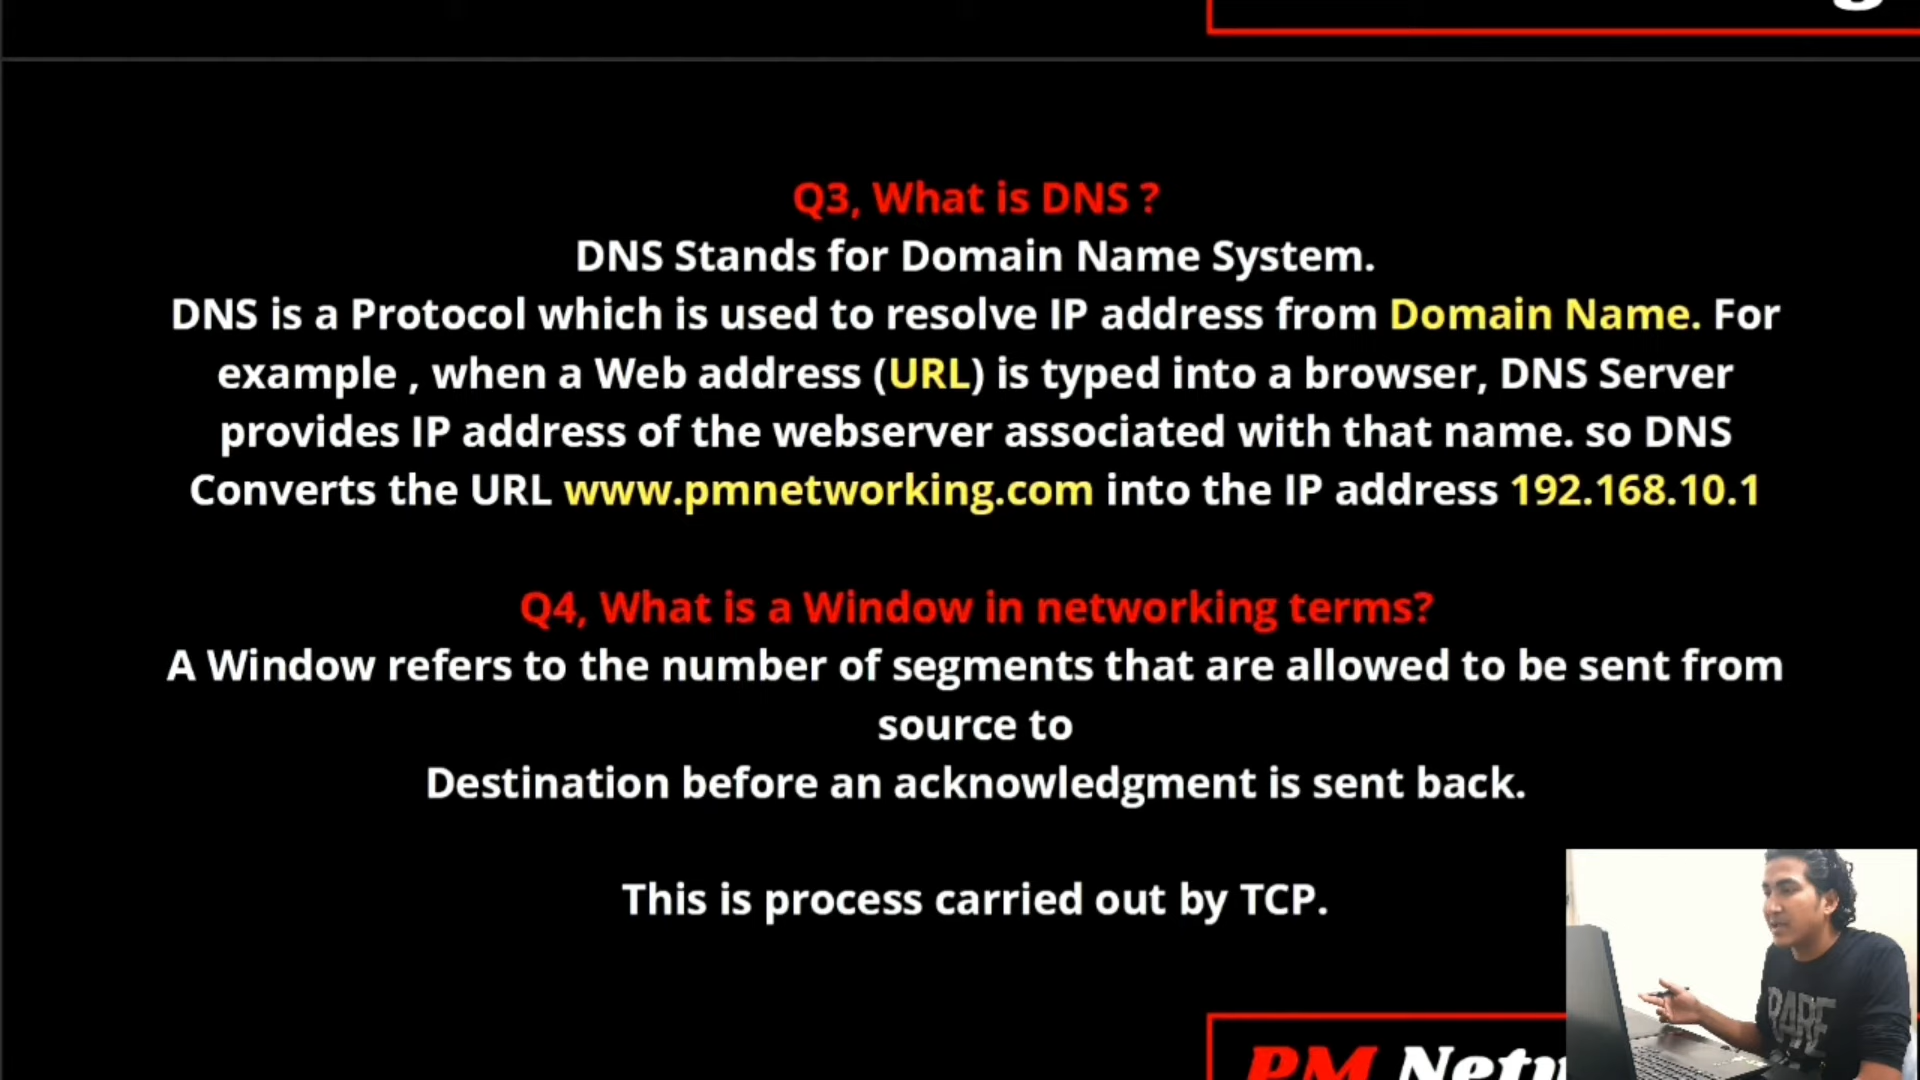 Q3, What is DNS ?
DNS Stands for Domain Name System.
DNS is a Protocol which is used to resolve IP address from Domain Name. For
example , when a Web address (URL) is typed into a browser, DNS Server
provides IP address of the webserver associated with that name. so DNS
Converts the URL www.pmnetworking.com into the IP address 192.168.10.1
Q4, What is a Window in networking terms?
A Window refers to the number of segments that are allowed to be sent from
source to
Destination before an acknowledgment is sent back.
This is process carried out by TCP.
RARE
PM